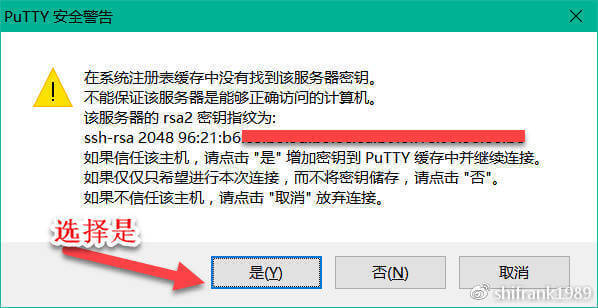 PuTTY 安全警告
在系统注册表缓存中没有找到该服务器密钥。
不能保证该服务器是能够正确访问的计算机。
该服务器的 rsa2 密钥指纹为:
ssh-rsa 2048 96:21:b6
如果信任该主机，请点击 "是" 增加密钥到 PuTTY 缓存中并继续连接。
如果仅仅只希望进行本次连接，而不将密钥储存，请点击 "否"。
如果不信任该主机，请点击 "取消" 放弃连接。
选择是
是(Y)
否(N)
取消
shifrank1989